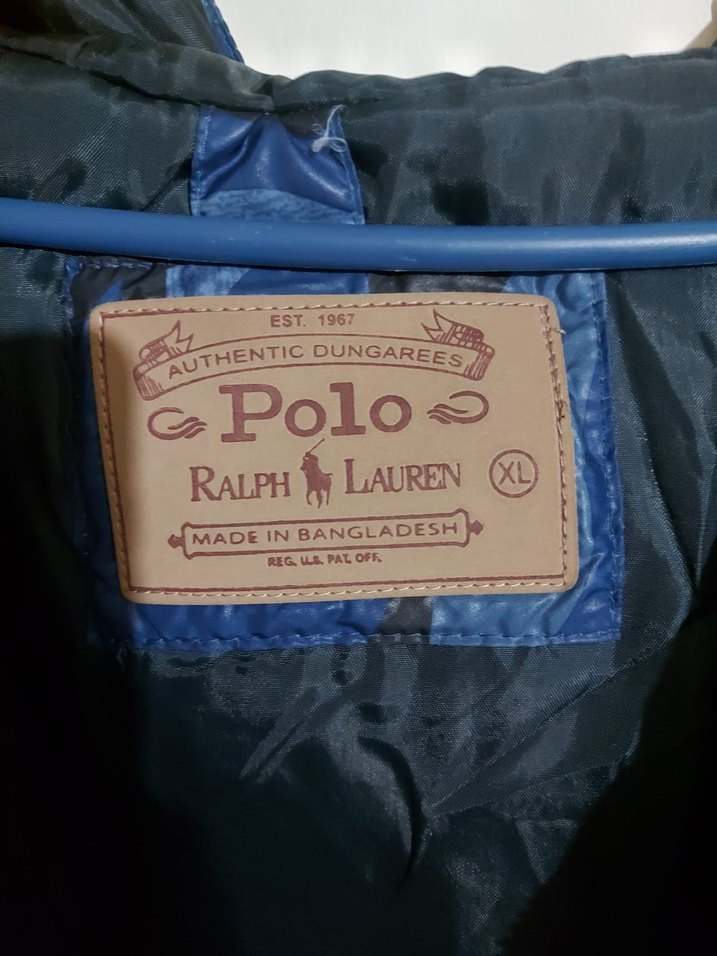 EST. 1967
AUTHENTIC DUNGAREES
Polo
RALPH LAUREN
XL
MADE IN BANGLADESH
REG. U.S. PAT. OFF.